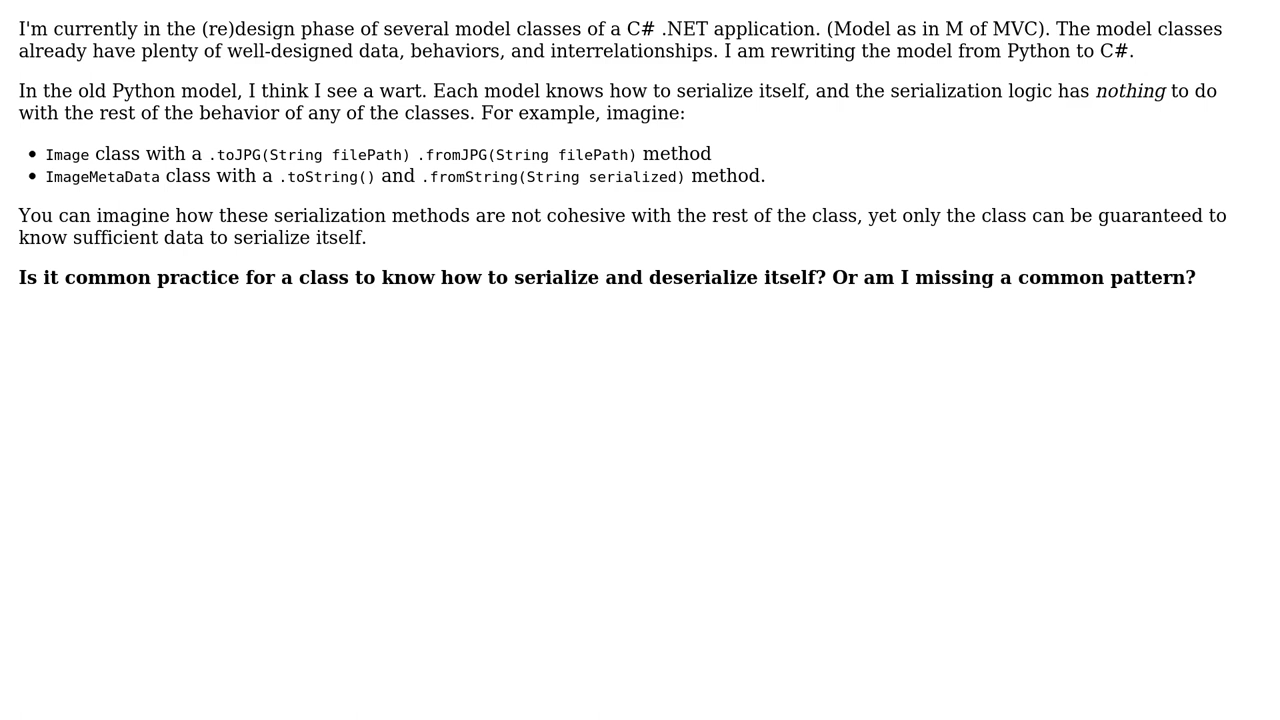 I'm currently in the (re)design phase of several model classes of a C# .NET application. (Model as in M of MVC). The model classes
already have plenty of well-designed data, behaviors, and interrelationships. I am rewriting the model from Python to C#.
In the old Python model, I think I see a wart. Each model knows how to serialize itself, and the serialization logic has nothing to do
with the rest of the behavior of any of the classes. For example, imagine:
• Image class with a .toJPG(String filePath) .fromJPG(String filePath) method
• ImageMetaData class with a .toString() and .fromString(String serialized) method.
You can imagine how these serialization methods are not cohesive with the rest of the class, yet only the class can be guaranteed to
know sufficient data to serialize itself.
Is it common practice for a class to know how to serialize and deserialize itself? Or am I missing a common pattern?